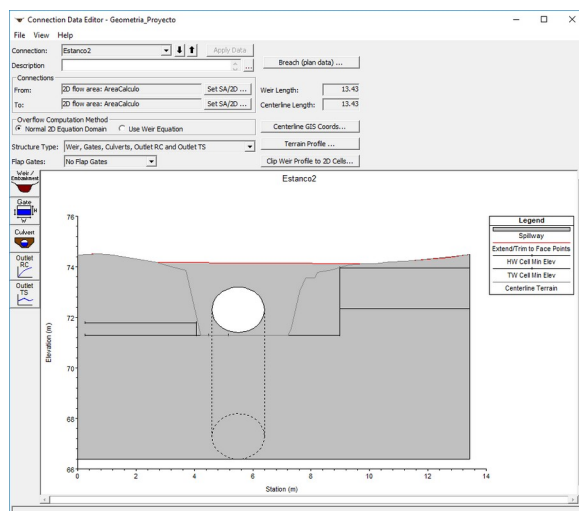 Connection Data Editor - Geometria_Proyecto
File View Help
Connection: Estanco2 Apply Data
Description ... Breach (plan data) ...
Connections
From: 2D flow area: AreaCalculo Set SA/2D ... Weir Length: 13.43
To: 2D flow area: AreaCalculo Set SA/2D ... Centerline Length: 13.43
Overflow Computation Method
Normal 2D Equation Domain Use Weir Equation Centerline GIS Coords...
Structure Type: Weir, Gates, Culverts, Outlet RC and Outlet TS Terrain Profile ...
Flap Gates: No Flap Gates Clip Weir Profile to 2D Cells...
Weir / Embankment
Gate
H
W
Culvert
Outlet RC
Outlet TS
Estanco2
76
74
72
70
68
66
Elevation (m)
0 2 4 6 8 10 12 14
Station (m)
Legend
Spillway
Extend/Trim to Face Points
HW Cell Min Elev
TW Cell Min Elev
Centerline Terrain